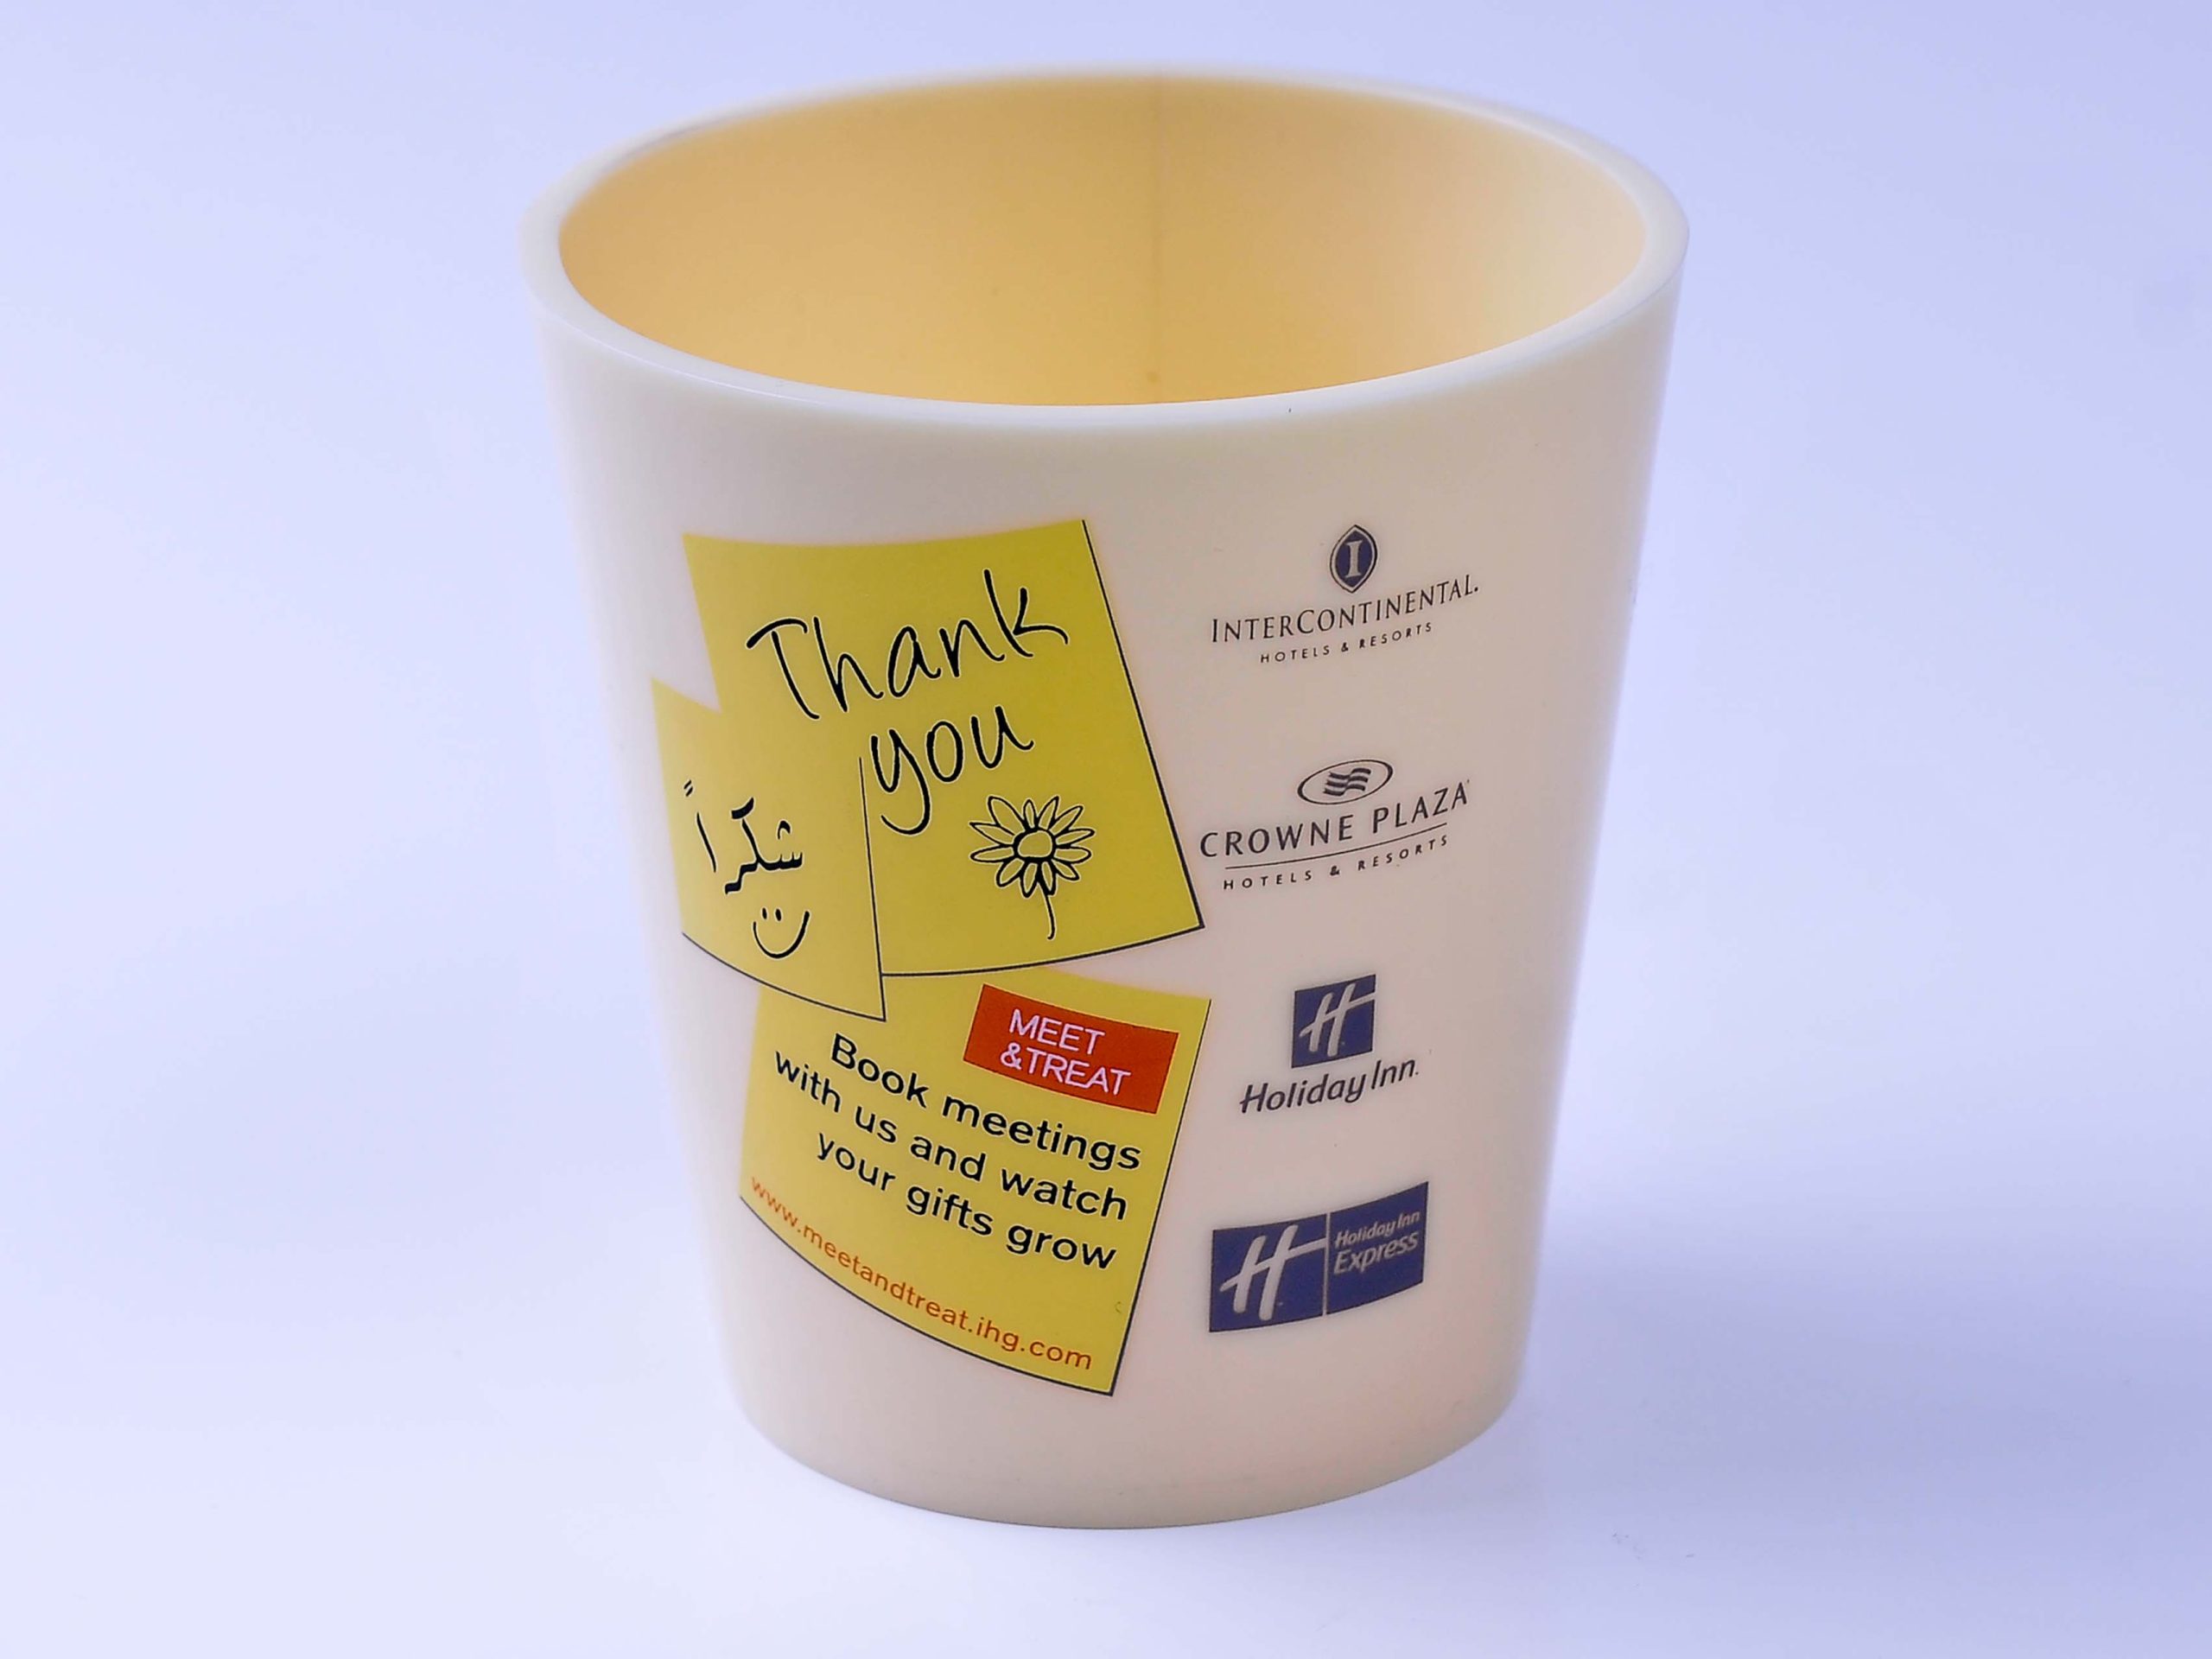 Thank
you
شكراً
MEET
&TREAT
Book meetings
with us and watch
your gifts grow
www.meetandtreat.ihg.com
I
INTERCONTINENTAL.
HOTELS & RESORTS
CROWNE PLAZA
HOTELS & RESORTS
H
Holiday Inn.
H
Holiday Inn
Express